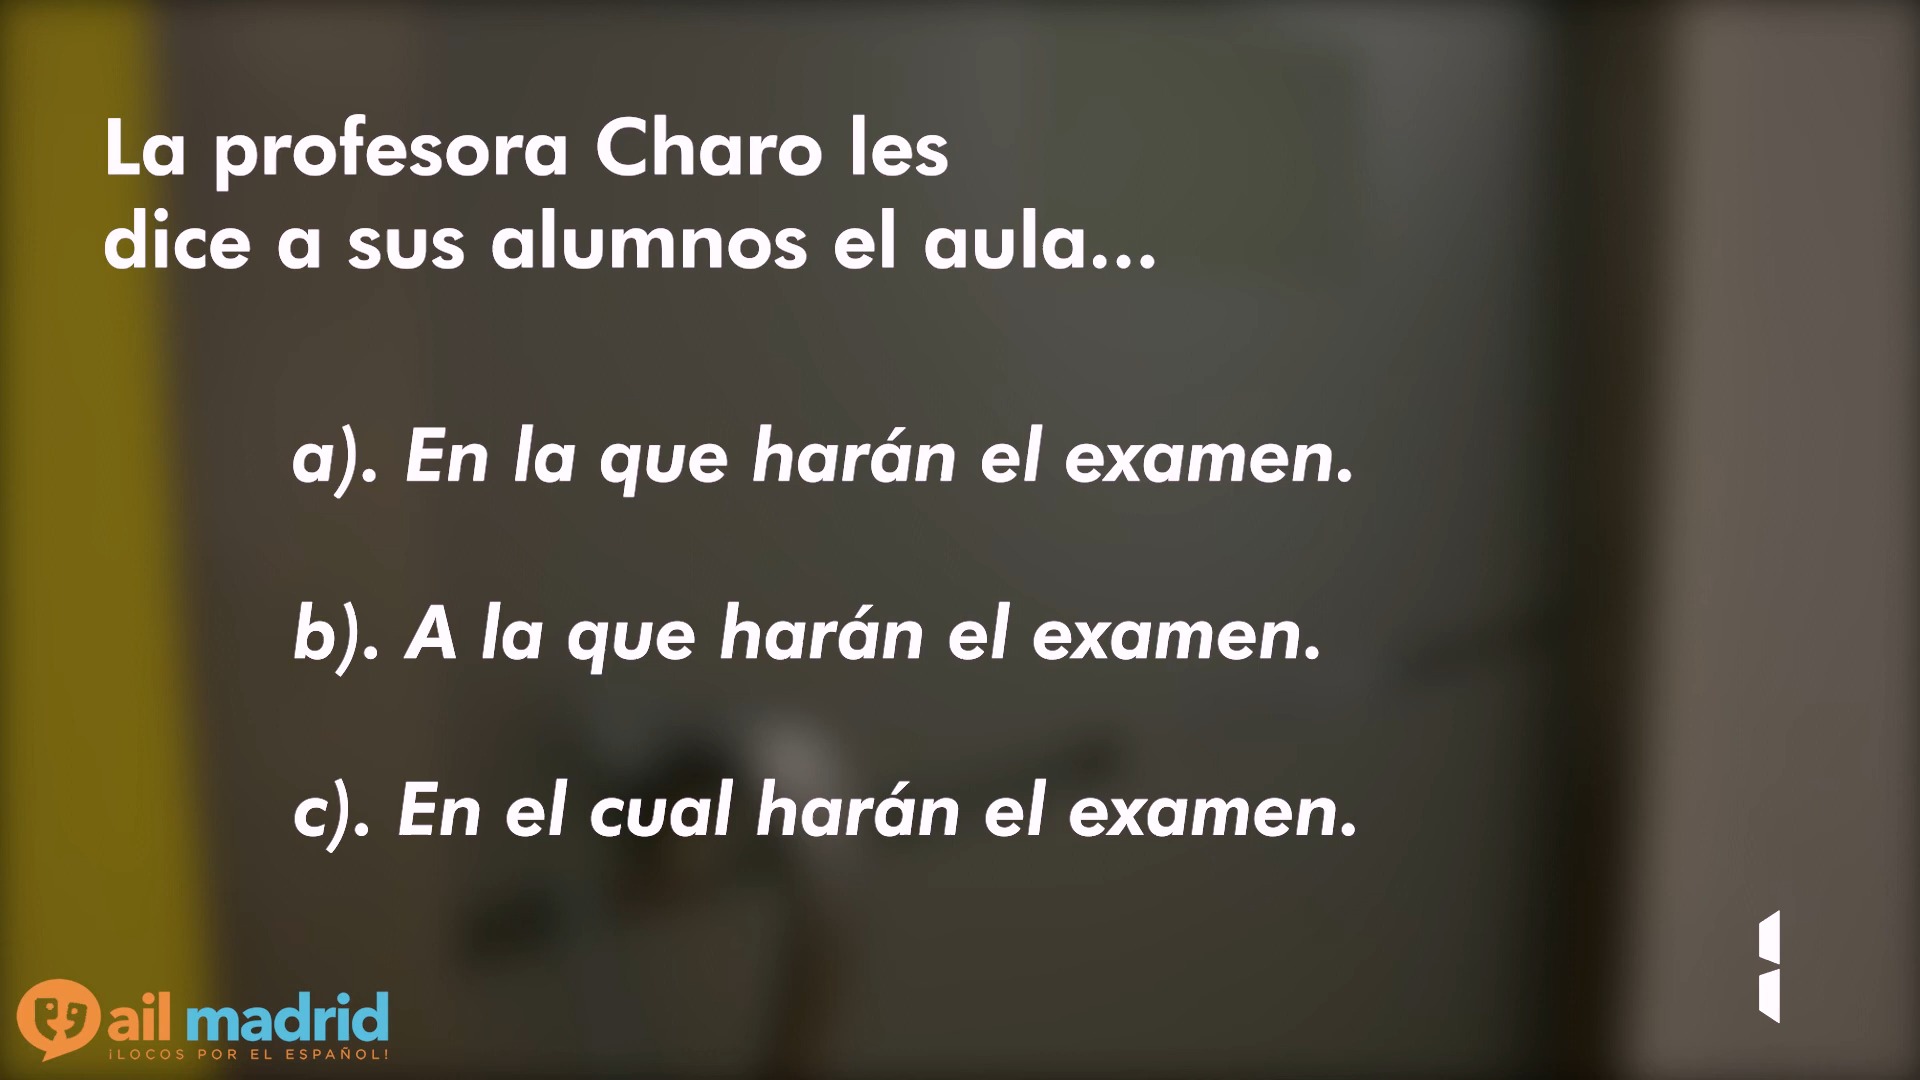 La profesora Charo les
dice a sus alumnos el aula...
a). En la que harán el examen.
b). A la que harán el examen.
c). En el cual harán el examen.
1
ail madrid
¡LOCOS POR EL ESPAÑOL!